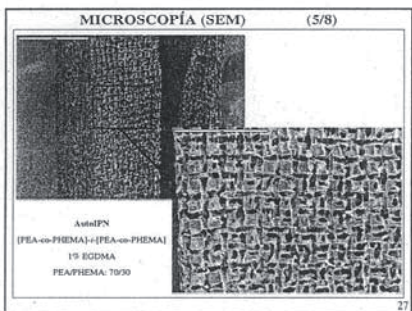 MICROSCOPÍA (SEM) (5/8)
AutoIPN
[PEA-co-PHEMA]-i-[PEA-co-PHEMA]
1% EGDMA
PEA/PHEMA: 70/30
27